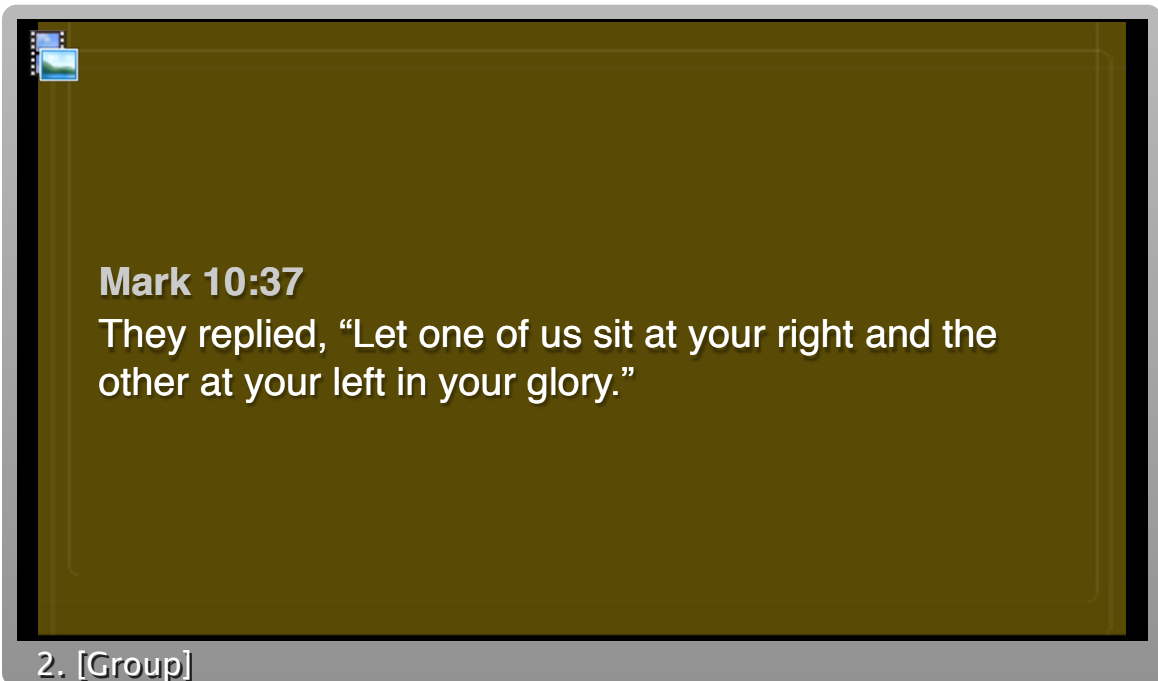 Mark 10:37
They replied, “Let one of us sit at your right and the
other at your left in your glory.”
2. [Group]